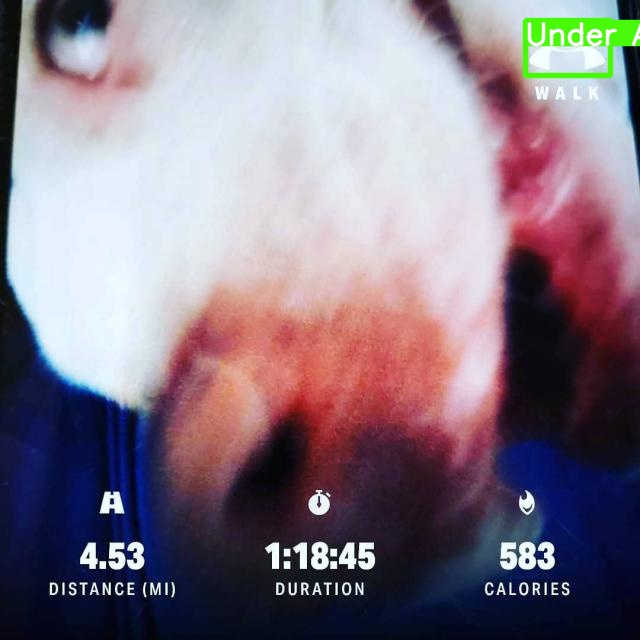 Under A
WALK
4.53
1:18:45
583
DISTANCE (MI)
DURATION
CALORIES